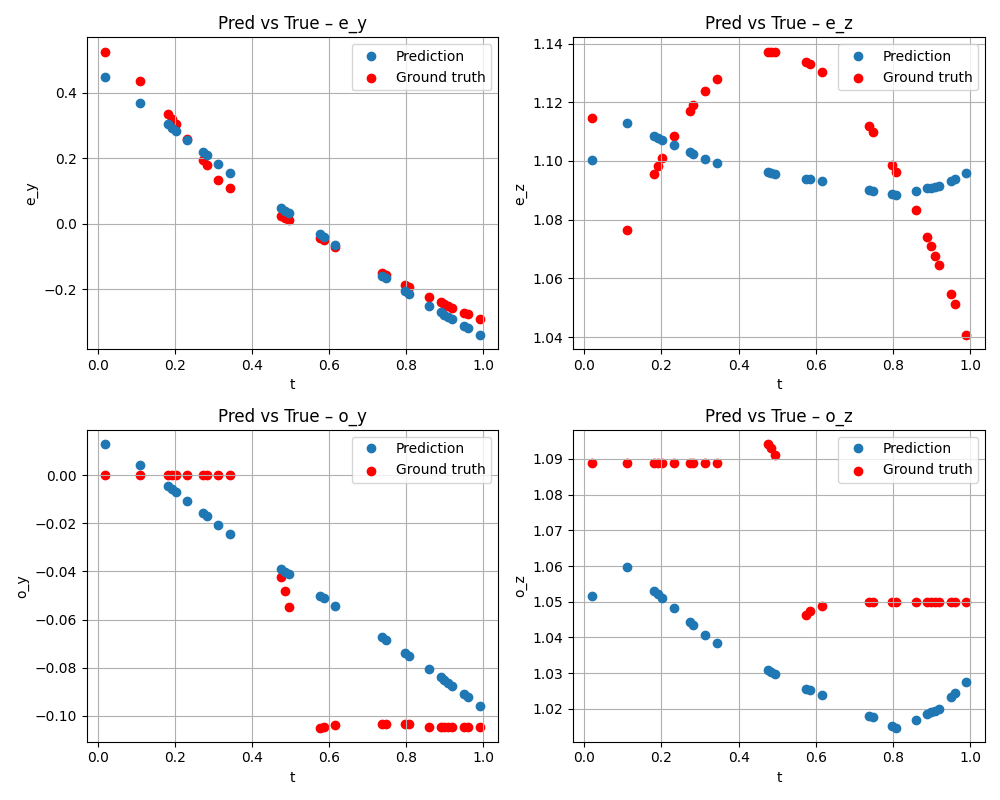 Pred vs True – e_y
Prediction
Ground truth
e_y
0.4
0.2
0.0
−0.2
0.0
0.2
0.4
0.6
0.8
1.0
t
Pred vs True – e_z
Prediction
Ground truth
e_z
1.14
1.12
1.10
1.08
1.06
1.04
0.0
0.2
0.4
0.6
0.8
1.0
t
Pred vs True – o_y
Prediction
Ground truth
o_y
0.00
−0.02
−0.04
−0.06
−0.08
−0.10
0.0
0.2
0.4
0.6
0.8
1.0
t
Pred vs True – o_z
Prediction
Ground truth
o_z
1.09
1.08
1.07
1.06
1.05
1.04
1.03
1.02
0.0
0.2
0.4
0.6
0.8
1.0
t